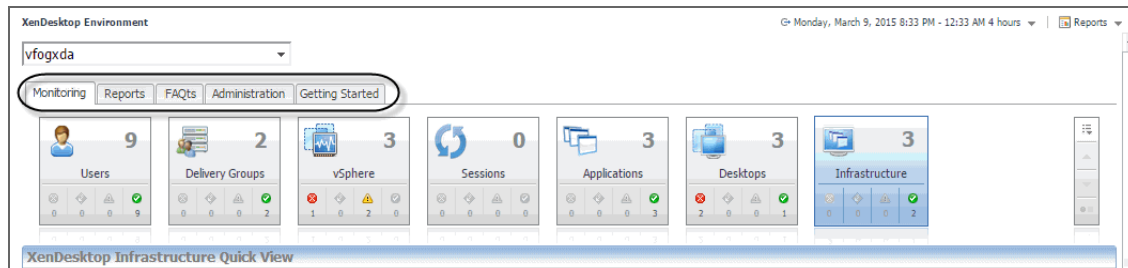 XenDesktop Environment
Monday, March 9, 2015 8:33 PM - 12:33 AM 4 hours | Reports
vfogxda
Monitoring Reports FAQts Administration Getting Started
9 2 3 0 3 3 3
Users Delivery Groups vSphere Sessions Applications Desktops Infrastructure
0 0 0 9 0 0 0 2 1 0 2 0 0 0 0 0 0 0 0 3 2 0 0 1 0 0 0 2
XenDesktop Infrastructure Quick View